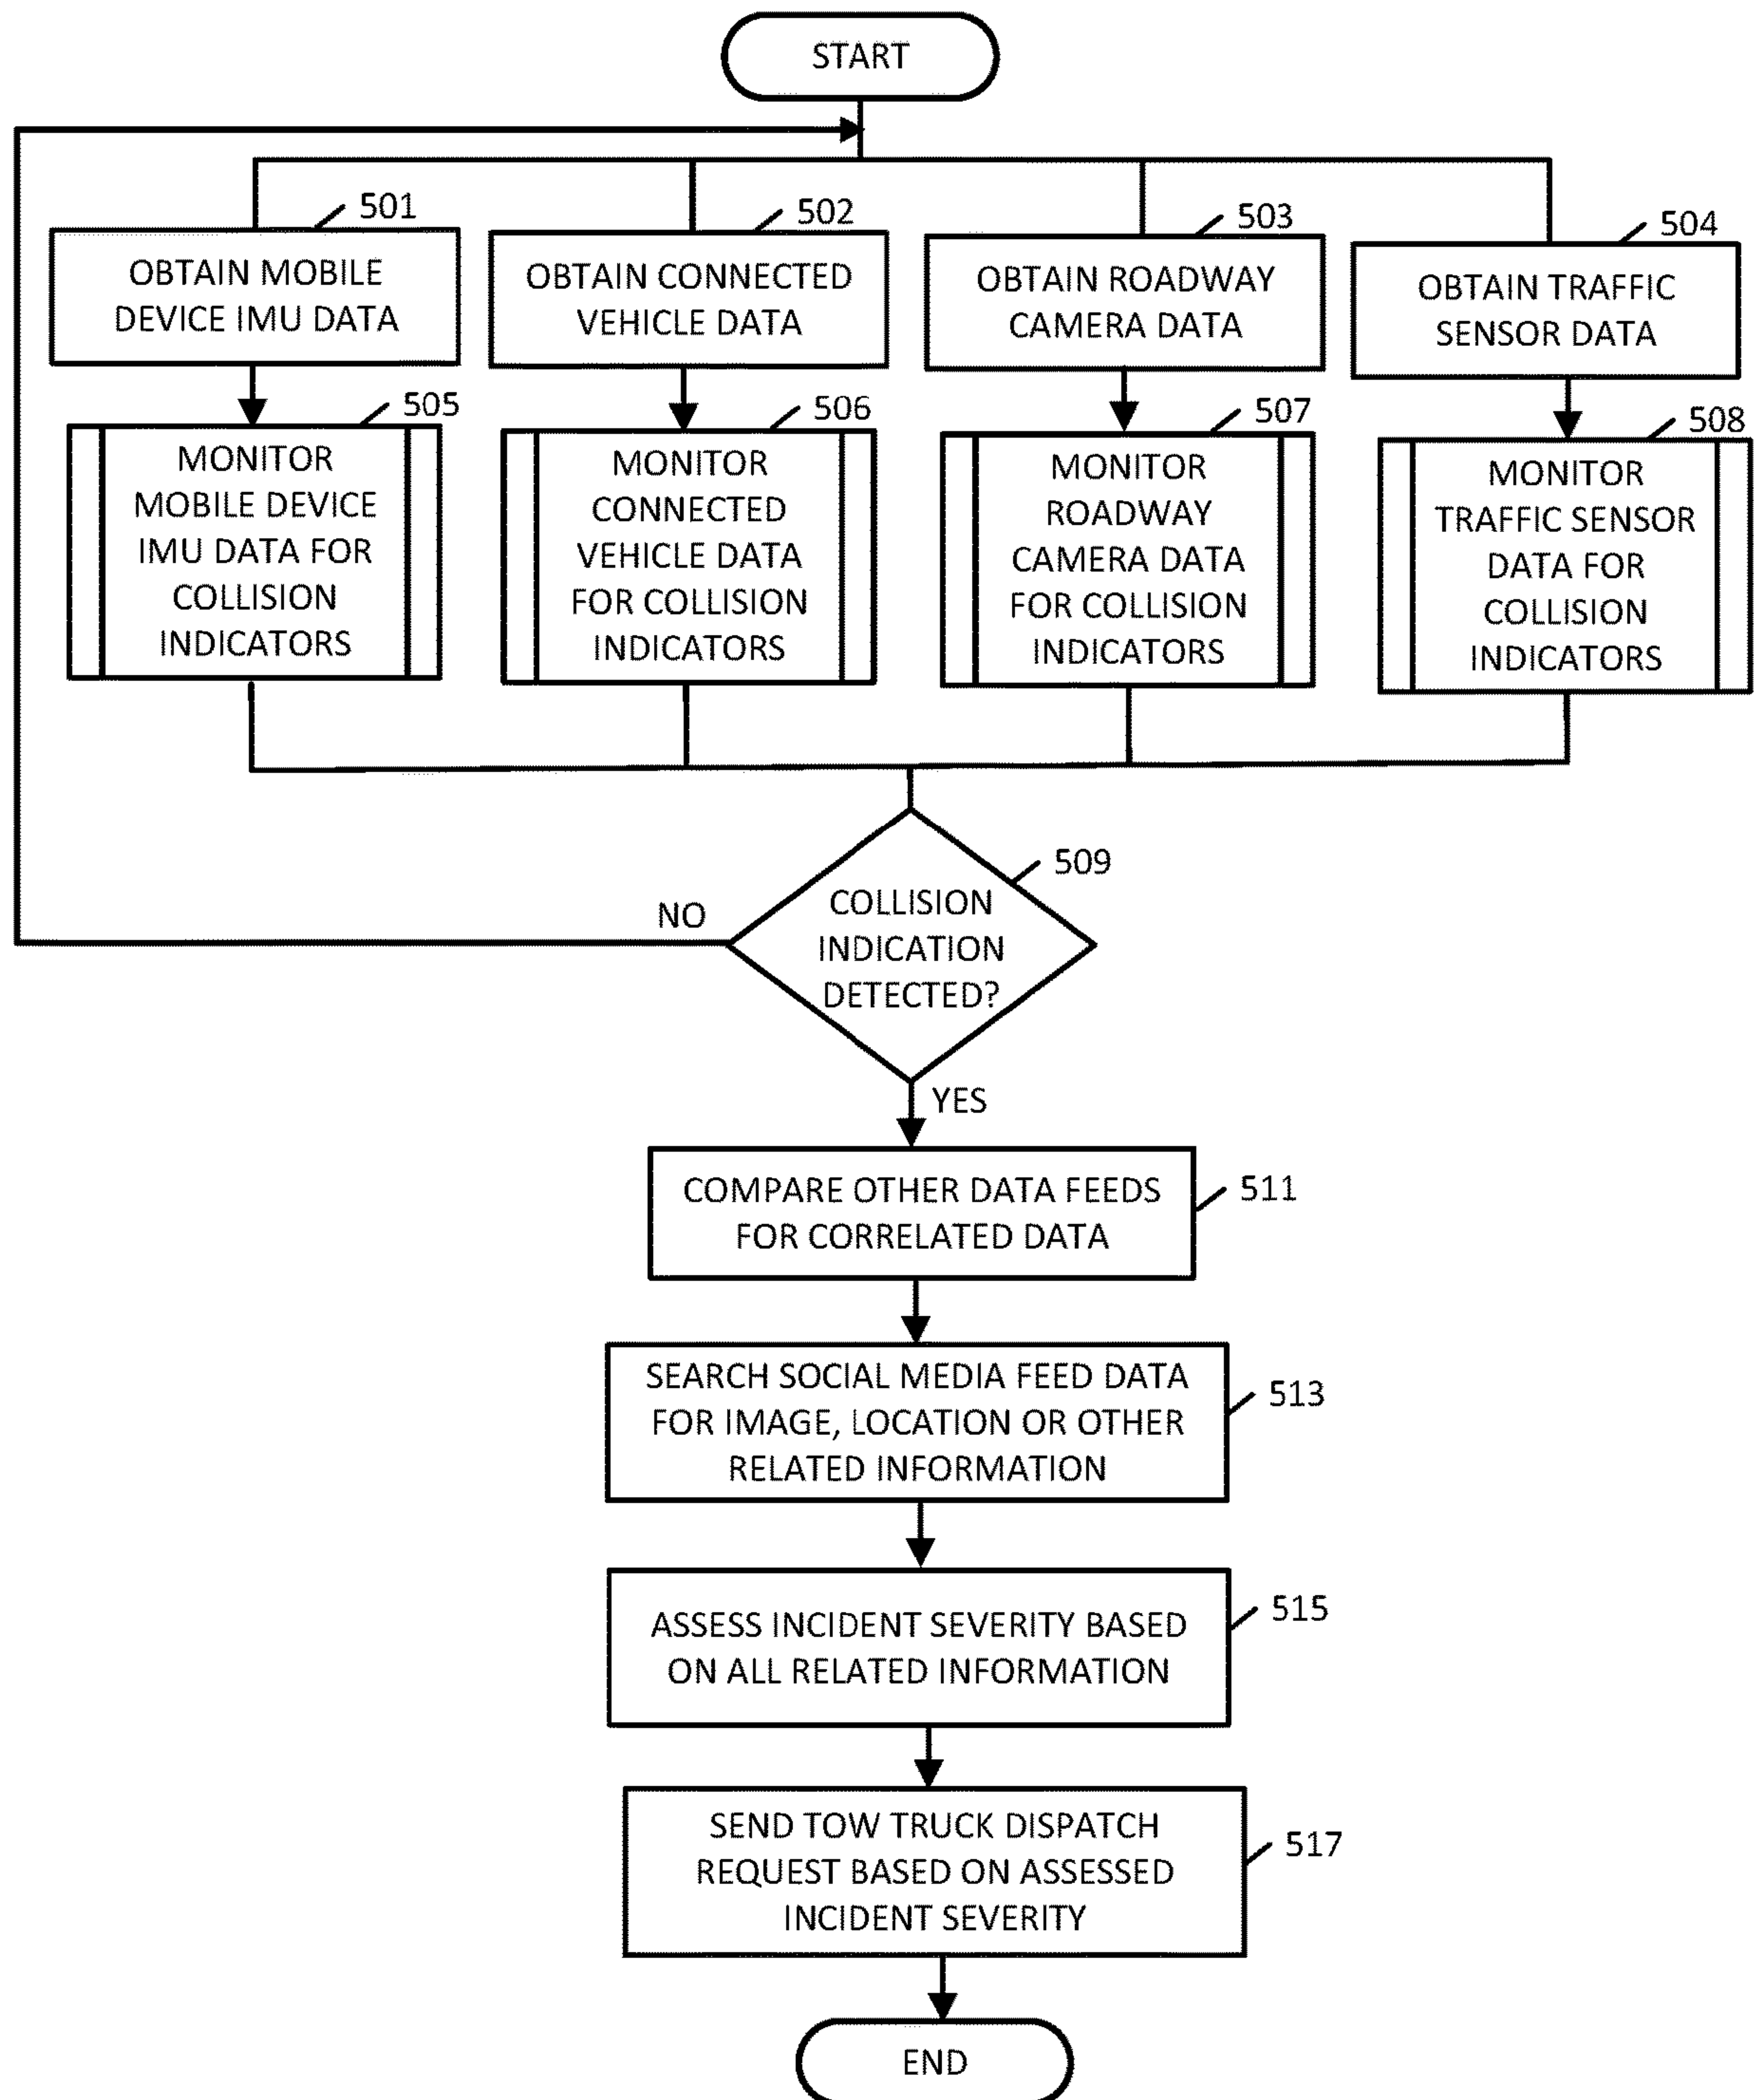 START
501
OBTAIN MOBILE
DEVICE IMU DATA
502
OBTAIN CONNECTED
VEHICLE DATA
503
OBTAIN ROADWAY
CAMERA DATA
504
OBTAIN TRAFFIC
SENSOR DATA
505
MONITOR
MOBILE DEVICE
IMU DATA FOR
COLLISION
INDICATORS
506
MONITOR
CONNECTED
VEHICLE DATA
FOR COLLISION
INDICATORS
507
MONITOR
ROADWAY
CAMERA DATA
FOR COLLISION
INDICATORS
508
MONITOR
TRAFFIC SENSOR
DATA FOR
COLLISION
INDICATORS
509
COLLISION
INDICATION
DETECTED?
NO
YES
COMPARE OTHER DATA FEEDS
FOR CORRELATED DATA
511
SEARCH SOCIAL MEDIA FEED DATA
FOR IMAGE, LOCATION OR OTHER
RELATED INFORMATION
513
ASSESS INCIDENT SEVERITY BASED
ON ALL RELATED INFORMATION
515
SEND TOW TRUCK DISPATCH
REQUEST BASED ON ASSESSED
INCIDENT SEVERITY
517
END